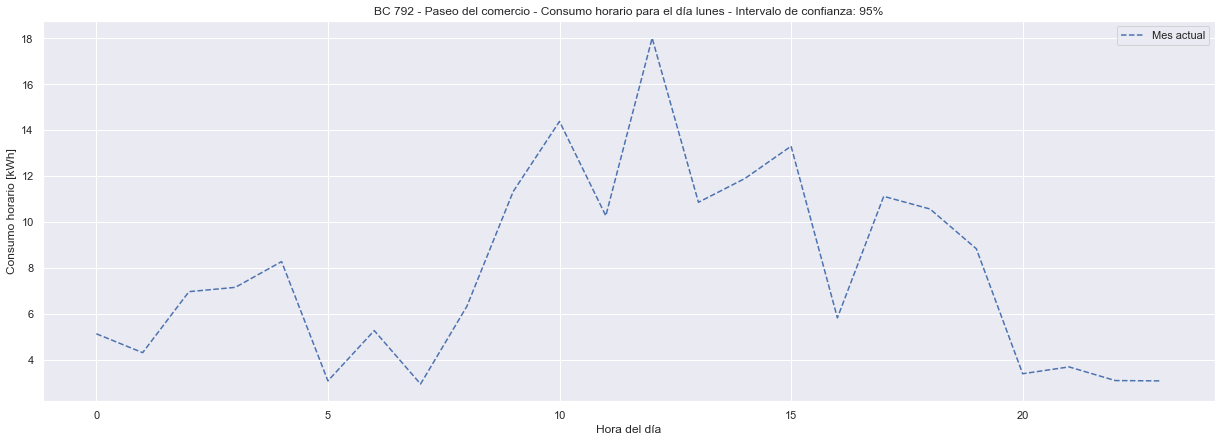 BC 792 - Paseo del comercio - Consumo horario para el día lunes - Intervalo de confianza: 95%
Mes actual
18
16
14
12
10
8
6
4
Consumo horario [kWh]
0 5 10 15 20
Hora del día